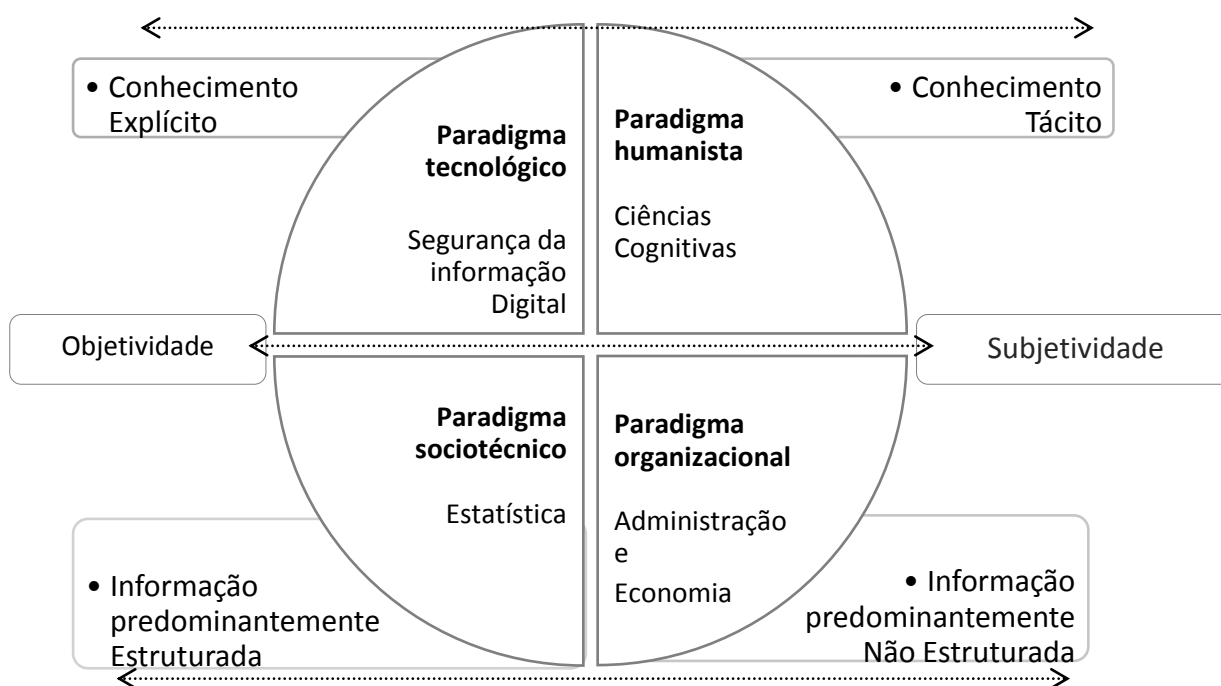 • Conhecimento
Explícito
• Conhecimento
Tácito
Paradigma
tecnológico
Segurança da
informação
Digital
Paradigma
humanista
Ciências
Cognitivas
Objetividade
Subjetividade
Paradigma
sociotécnico
Estatística
Paradigma
organizacional
Administração
e
Economia
• Informação
predominantemente
Estruturada
• Informação
predominantemente
Não Estruturada